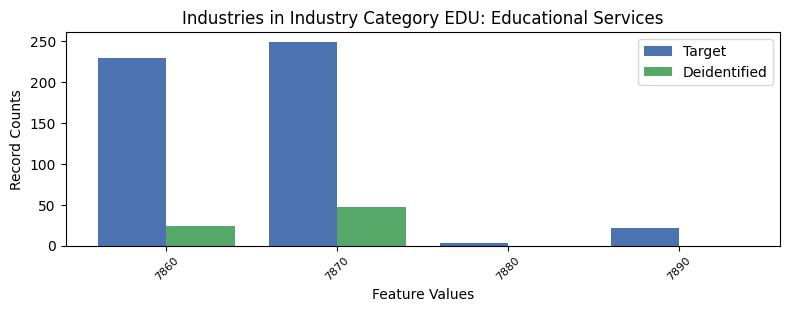 Industries in Industry Category EDU: Educational Services
Target
Deidentified
Record Counts
250
200
150
100
50
0
7860
7870
7880
7890
Feature Values